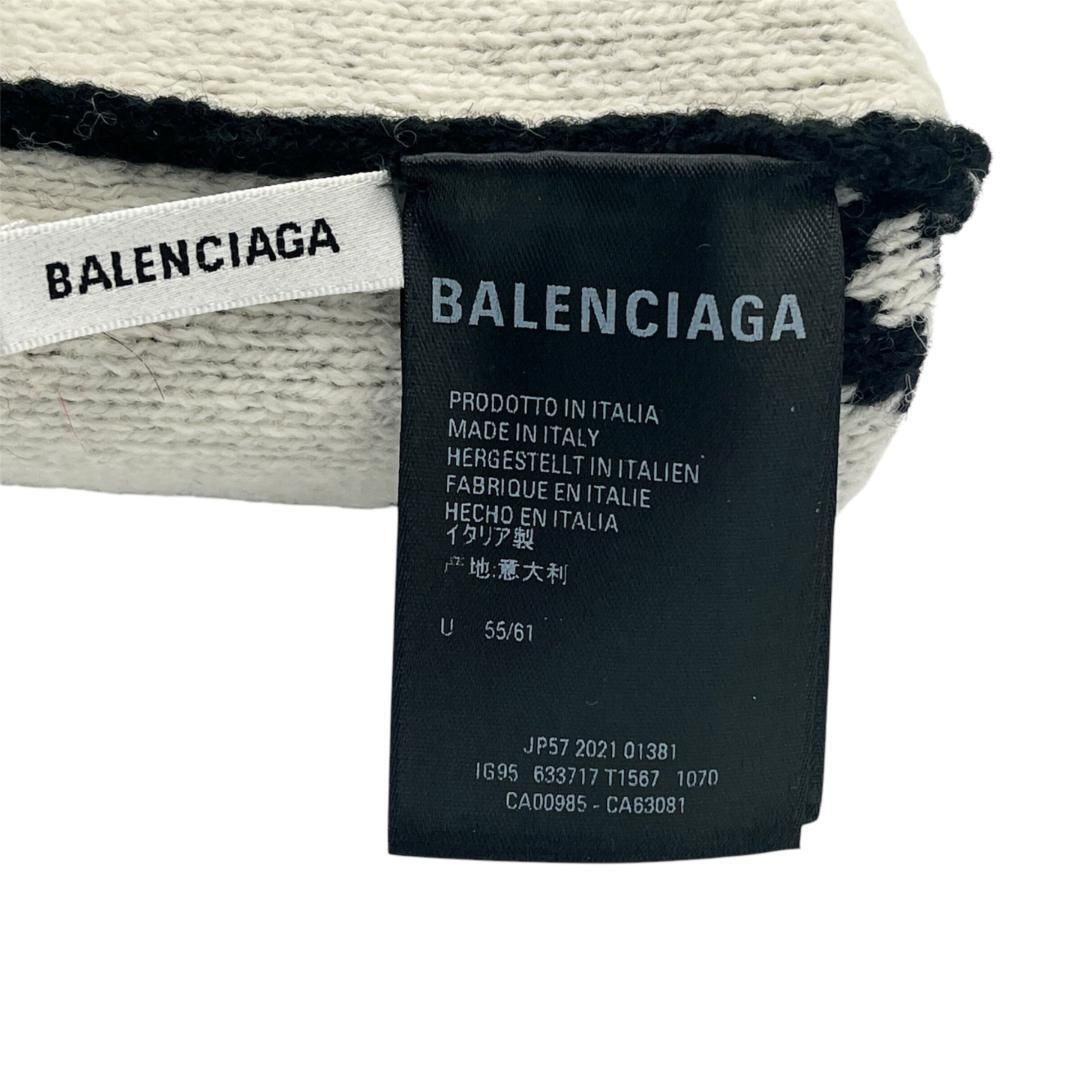 BALENCIAGA
BALENCIAGA
PRODOTTO IN ITALIA
MADE IN ITALY
HERGESTELLT IN ITALIEN
FABRIQUE EN ITALIE
HECHO EN ITALIA
イタリア製
产地:意大利
U 55/61
JP57 2021 01381
IG95 633717 T1567 1070
CA00985 - CA63081